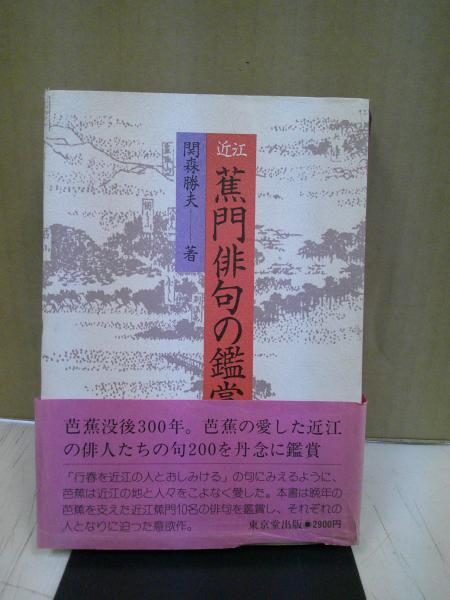 近江
蕉門俳句の鑑賞
関森勝夫――著
芭蕉没後300年。芭蕉の愛した近江
の俳人たちの句200を丹念に鑑賞
「行春を近江の人とおしみける」の句にみえるように、
芭蕉は近江の地と人々をこよなく愛した。本書は晩年の
芭蕉を支えた近江蕉門10名の俳句を鑑賞し、それぞれの
人となりに迫った意欲作。
東京堂出版■2900円